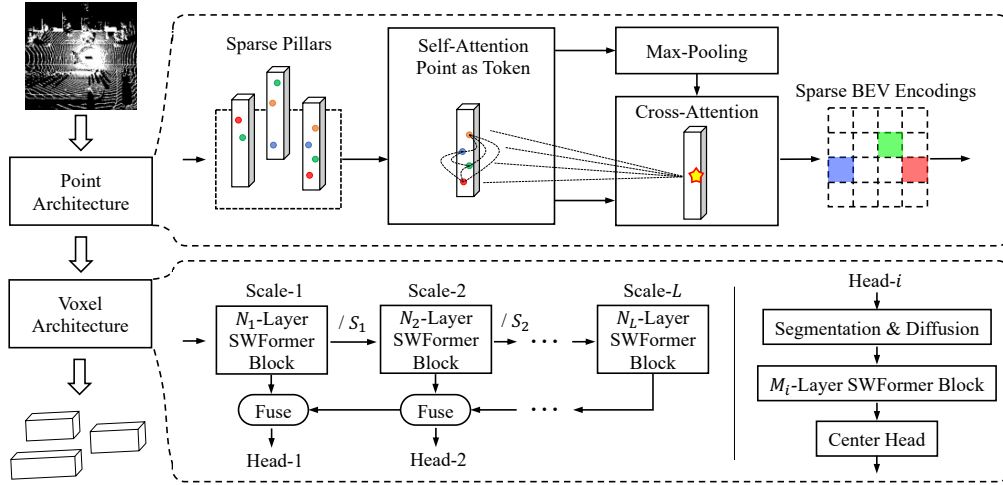 Sparse Pillars
Self-Attention
Point as Token
Max-Pooling
Cross-Attention
Sparse BEV Encodings
Point
Architecture
Voxel
Architecture
Scale-1
N₁-Layer
SWFormer
Block
/ S₁
Scale-2
N₂-Layer
SWFormer
Block
/ S₂
· · ·
Scale-L
N_L-Layer
SWFormer
Block
Fuse
Fuse
· · ·
Head-1
Head-2
Head-i
Segmentation & Diffusion
M_i-Layer SWFormer Block
Center Head